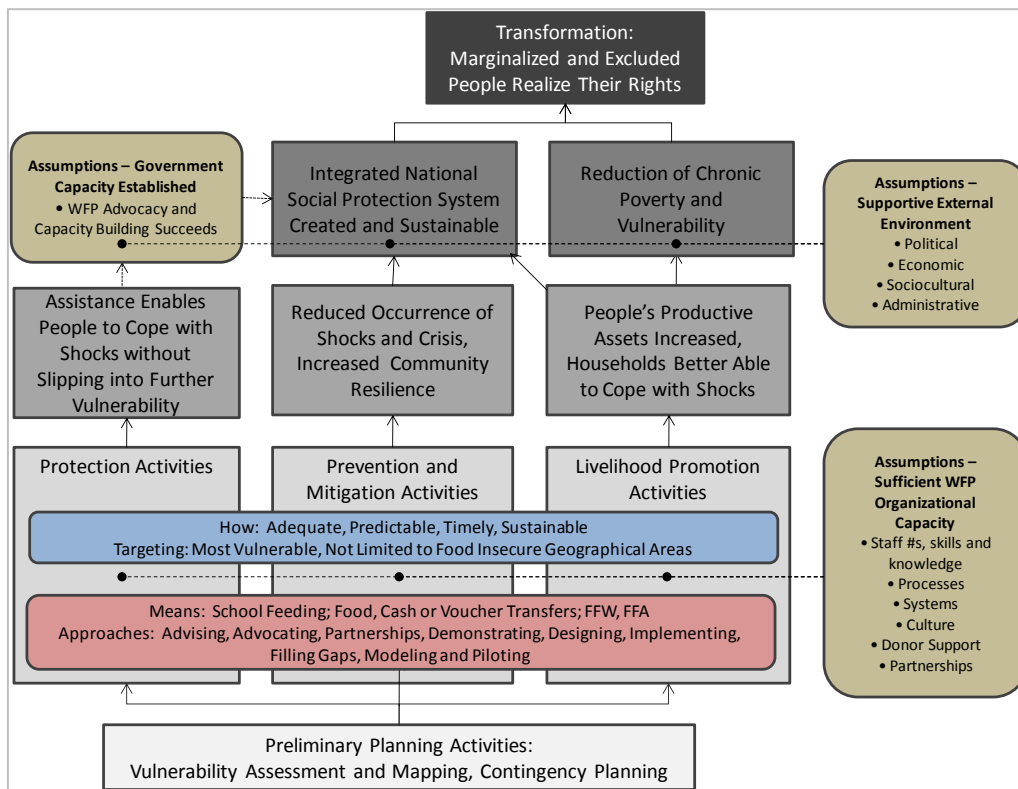 Transformation:
Marginalized and Excluded
People Realize Their Rights
Assumptions – Government
Capacity Established
• WFP Advocacy and
Capacity Building Succeeds
Integrated National
Social Protection System
Created and Sustainable
Reduction of Chronic
Poverty and
Vulnerability
Assumptions –
Supportive External
Environment
• Political
• Economic
• Sociocultural
• Administrative
Assistance Enables
People to Cope with
Shocks without
Slipping into Further
Vulnerability
Reduced Occurrence of
Shocks and Crisis,
Increased Community
Resilience
People's Productive
Assets Increased,
Households Better Able
to Cope with Shocks
Protection Activities
Prevention and
Mitigation Activities
Livelihood Promotion
Activities
How: Adequate, Predictable, Timely, Sustainable
Targeting: Most Vulnerable, Not Limited to Food Insecure Geographical Areas
Means: School Feeding; Food, Cash or Voucher Transfers; FFW, FFA
Approaches: Advising, Advocating, Partnerships, Demonstrating, Designing, Implementing,
Filling Gaps, Modeling and Piloting
Assumptions –
Sufficient WFP
Organizational
Capacity
• Staff #s, skills and
knowledge
• Processes
• Systems
• Culture
• Donor Support
• Partnerships
Preliminary Planning Activities:
Vulnerability Assessment and Mapping, Contingency Planning